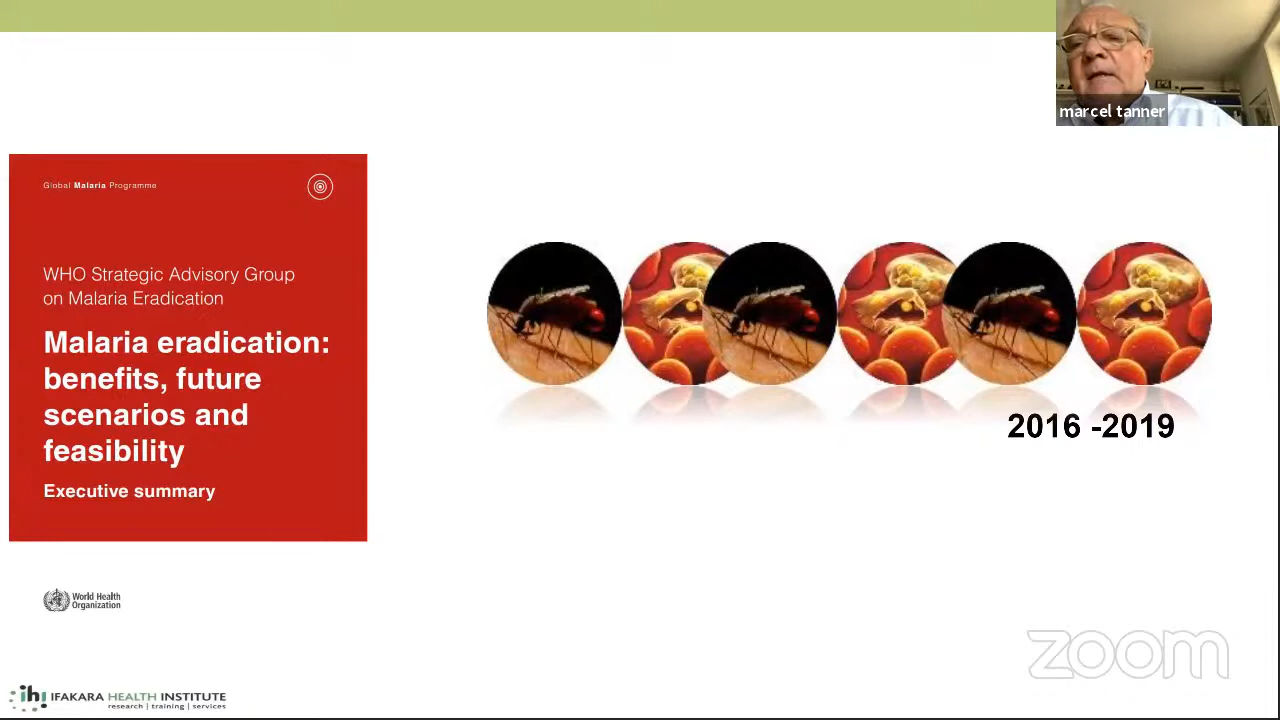 marcel tanner
Global Malaria Programme
WHO Strategic Advisory Group
on Malaria Eradication
Malaria eradication:
benefits, future
scenarios and
feasibility
Executive summary
2016 -2019
World Health
Organization
zoom
ihi IFAKARA HEALTH INSTITUTE
research | training | services